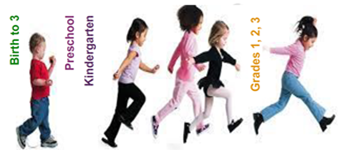 Birth to 3
Preschool
Kindergarten
Grades 1, 2, 3